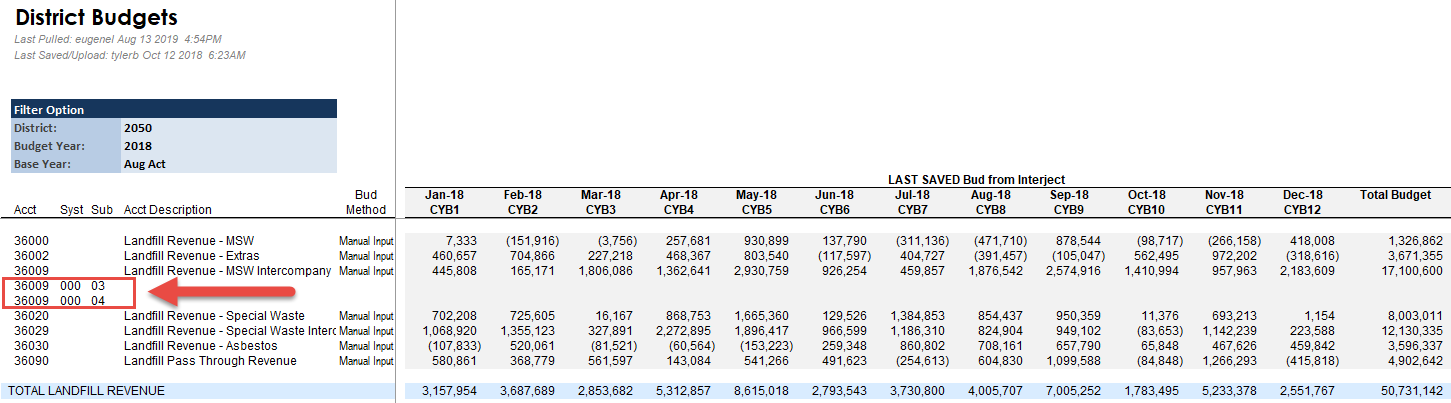 District Budgets
Last Pulled: eugenel Aug 13 2019 4:54PM
Last Saved/Upload: tylerb Oct 12 2018 6:23AM
Filter Option
District: 2050
Budget Year: 2018
Base Year: Aug Act
LAST SAVED Bud from Interject
Bud Jan-18 Feb-18 Mar-18 Apr-18 May-18 Jun-18 Jul-18 Aug-18 Sep-18 Oct-18 Nov-18 Dec-18 Total Budget
Acct Syst Sub Acct Description Method CYB1 CYB2 CYB3 CYB4 CYB5 CYB6 CYB7 CYB8 CYB9 CYB10 CYB11 CYB12
36000 Landfill Revenue - MSW Manual Input 7,333 (151,916) (3,756) 257,681 930,899 137,790 (311,136) (471,710) 878,544 (98,717) (266,158) 418,008 1,326,862
36002 Landfill Revenue - Extras Manual Input 460,657 704,866 227,218 468,367 803,540 (117,597) 404,727 (391,457) (105,047) 562,495 972,202 (318,616) 3,671,355
36009 Landfill Revenue - MSW Intercompany Manual Input 445,808 165,171 1,806,086 1,362,641 2,930,759 926,254 459,857 1,876,542 2,574,916 1,410,994 957,963 2,183,609 17,100,600
36009 000 03
36009 000 04
36020 Landfill Revenue - Special Waste Manual Input 702,208 725,605 16,167 868,753 1,665,360 129,526 1,384,853 854,437 950,359 11,376 693,213 1,154 8,003,011
36029 Landfill Revenue - Special Waste Interc Manual Input 1,068,920 1,355,123 327,891 2,272,895 1,896,417 966,599 1,186,310 824,904 949,102 (83,653) 1,142,239 223,588 12,130,335
36030 Landfill Revenue - Asbestos Manual Input (107,833) 520,061 (81,521) (60,564) (153,223) 259,348 860,802 708,161 657,790 65,848 467,626 459,842 3,596,337
36090 Landfill Pass Through Revenue Manual Input 580,861 368,779 561,597 143,084 541,266 491,623 (254,613) 604,830 1,099,588 (84,848) 1,266,293 (415,818) 4,902,642
TOTAL LANDFILL REVENUE 3,157,954 3,687,689 2,853,682 5,312,857 8,615,018 2,793,543 3,730,800 4,005,707 7,005,252 1,783,495 5,233,378 2,551,767 50,731,142